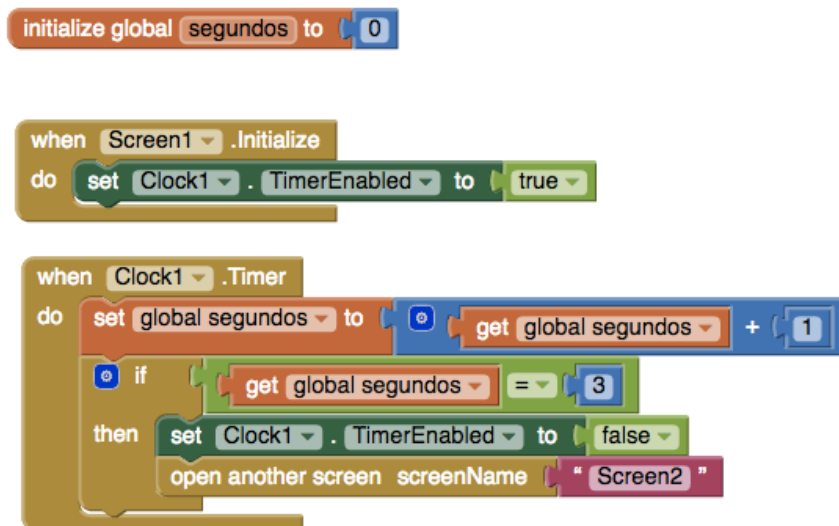 initialize global segundos to 0
when Screen1 .Initialize
do set Clock1 . TimerEnabled to true
when Clock1 .Timer
do set global segundos to get global segundos + 1
if get global segundos = 3
then set Clock1 . TimerEnabled to false
open another screen screenName " Screen2 "